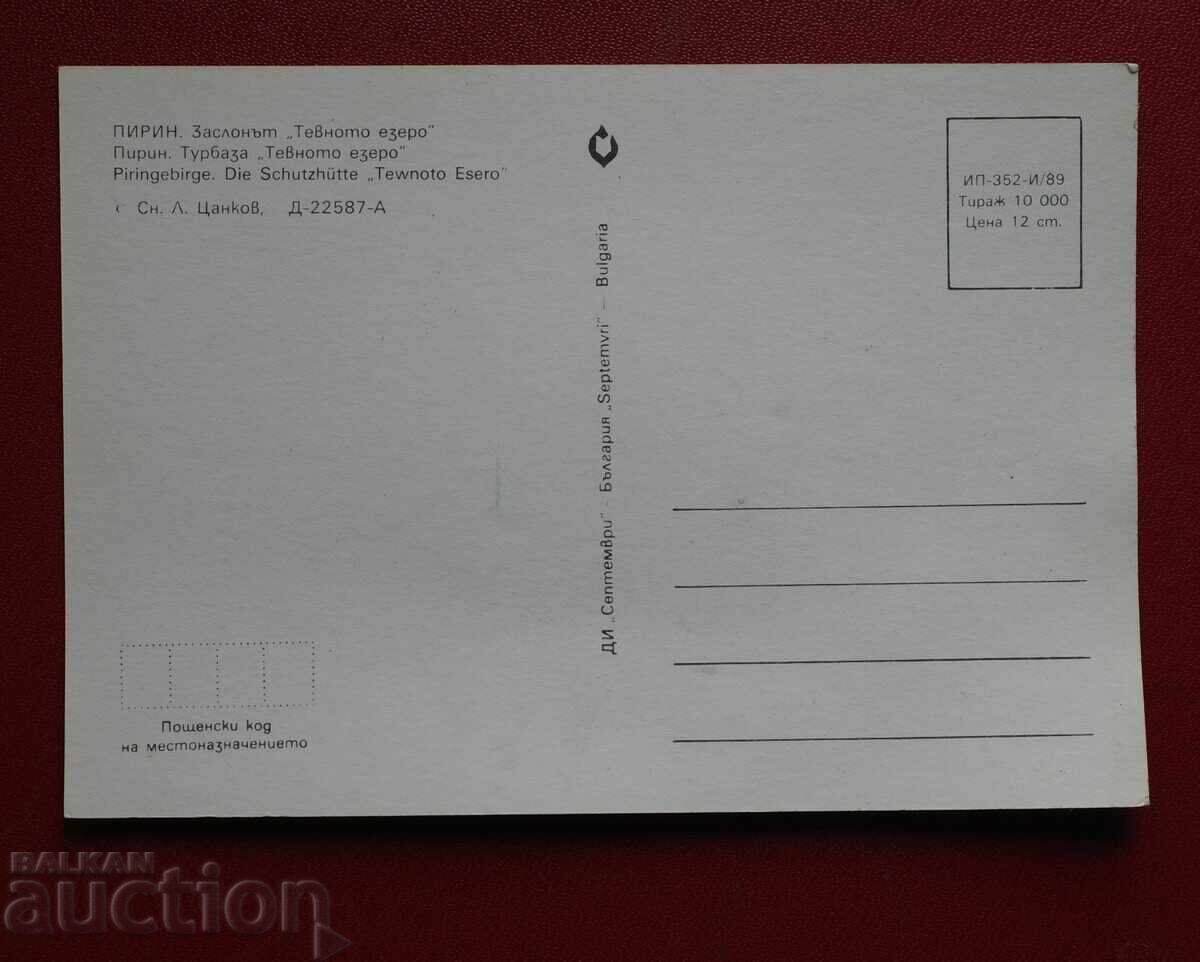 ПИРИН. Заслонът „Тевното езеро"
Пирин. Турбаза „Тевното езеро"
Piringebirge. Die Schutzhütte „Tewnoto Esero"
Сн. Л. Цанков, Д-22587-А
ИП-352-И/89
Тираж 10 000
Цена 12 ст.
ДИ „Септември" - България „Septemvri" — Bulgaria
Пощенски код
на местоназначението
BALKAN
auction